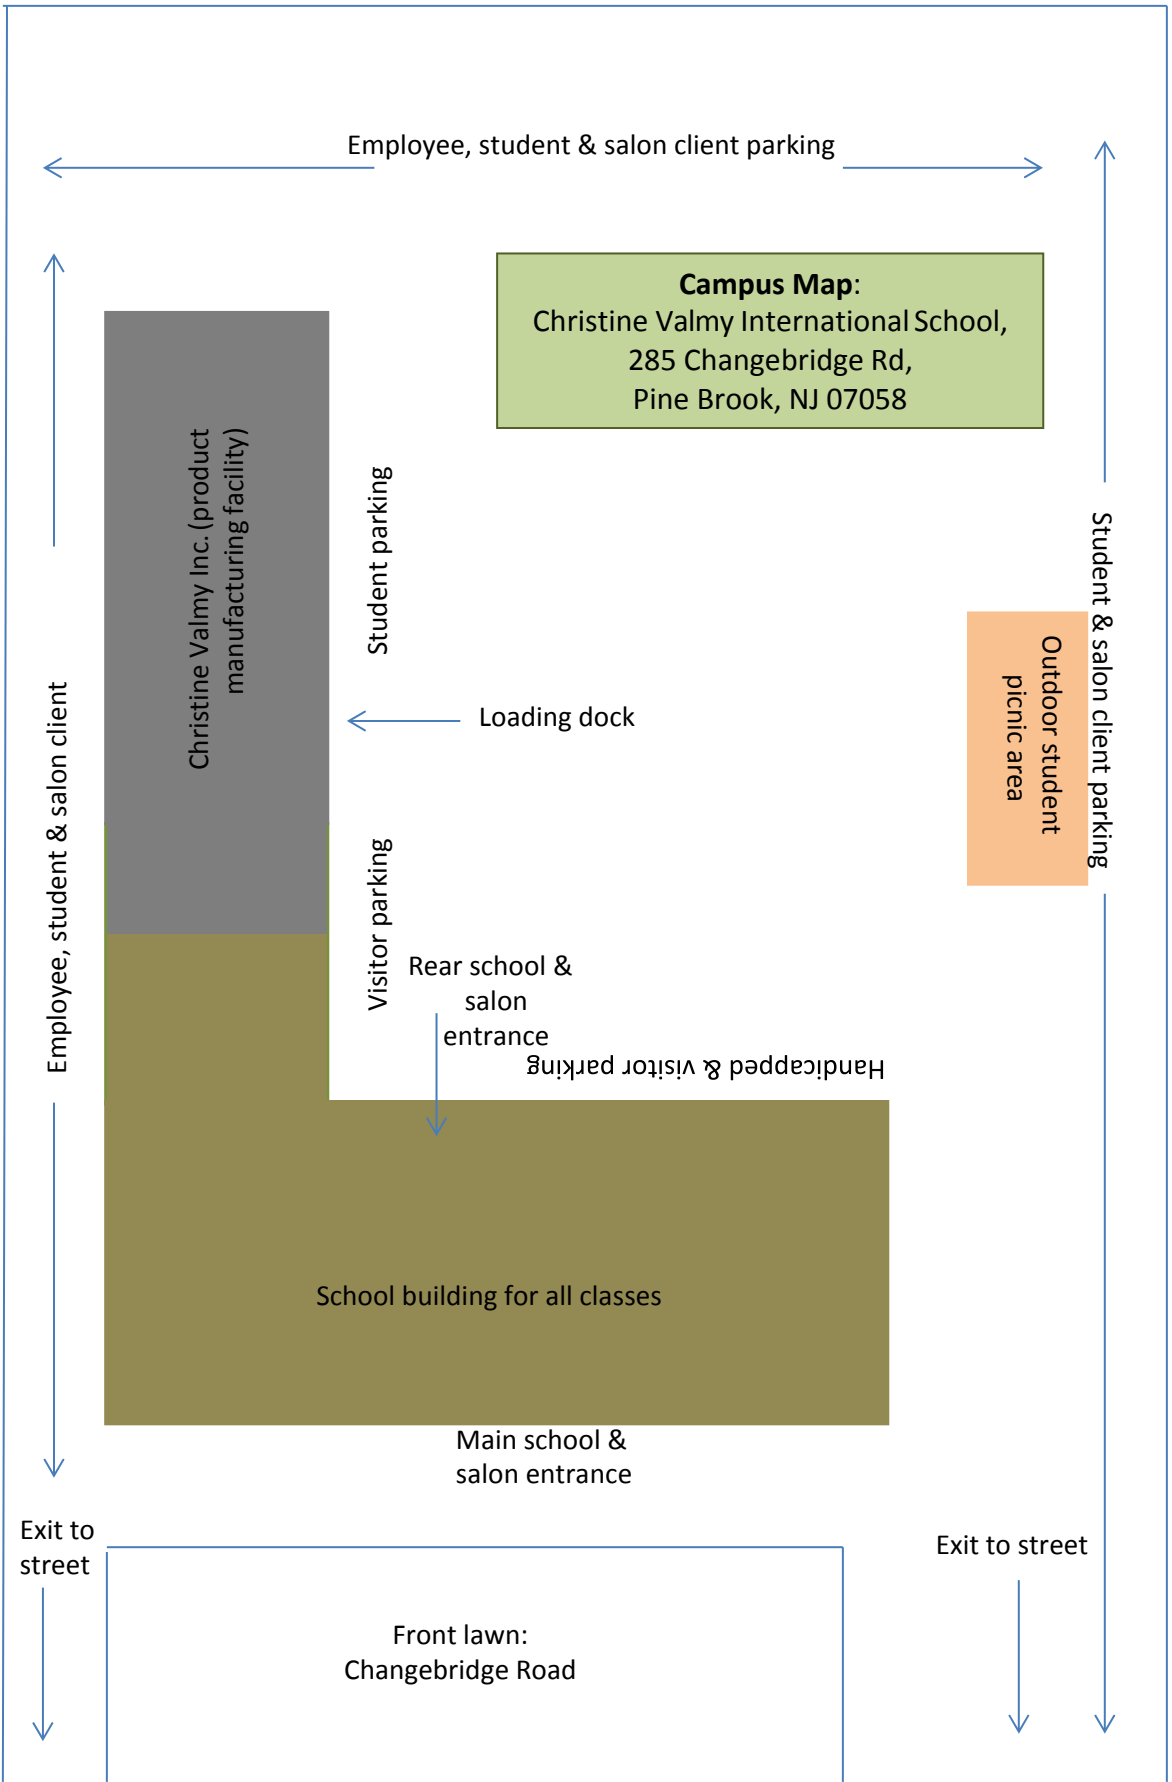 Employee, student & salon client parking
Campus Map:
Christine Valmy International School,
285 Changebridge Rd,
Pine Brook, NJ 07058
Christine Valmy Inc. (product
manufacturing facility)
Student parking
Student & salon client parking
Outdoor student
picnic area
Loading dock
Employee, student & salon client
Visitor parking
Rear school &
salon
entrance
Handicapped & visitor parking
School building for all classes
Main school &
salon entrance
Exit to
street
Exit to street
Front lawn:
Changebridge Road